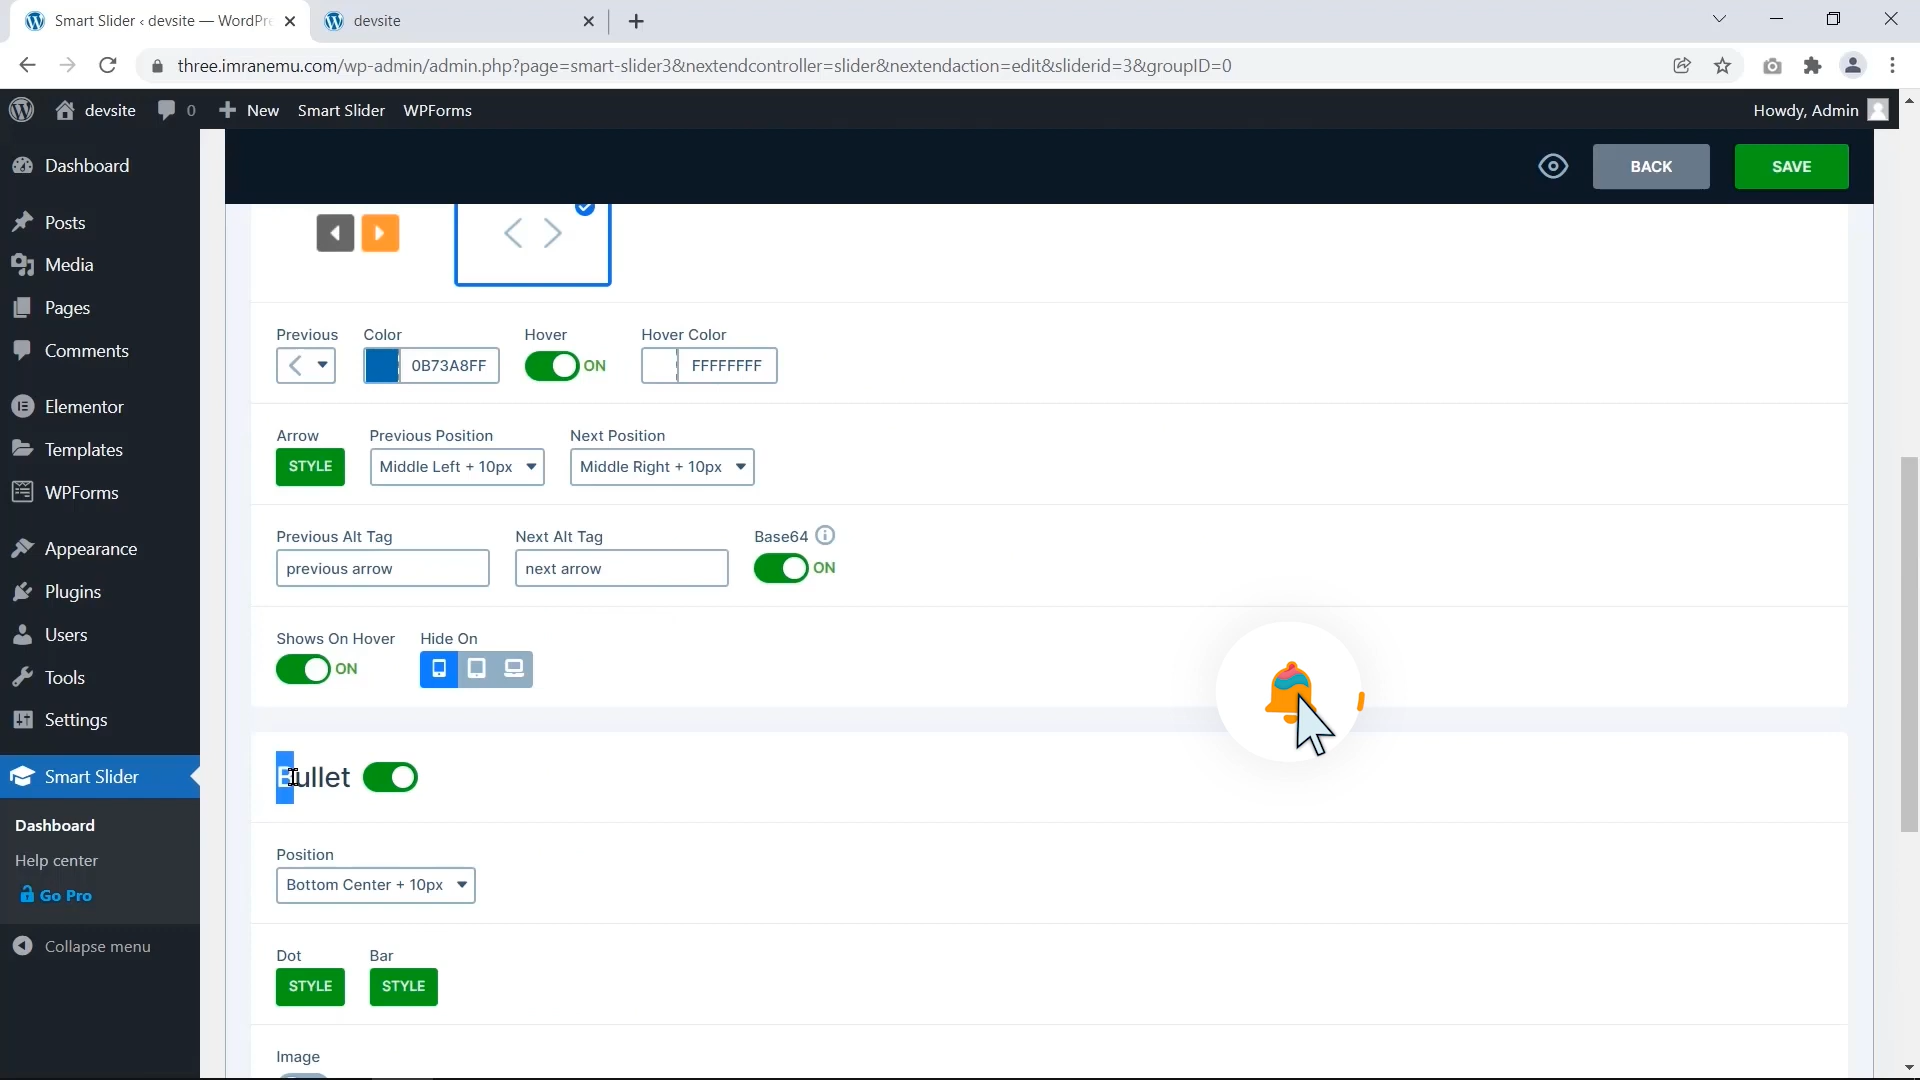 Smart Slider ‹ devsite — WordPre
devsite
three.imranemu.com/wp-admin/admin.php?page=smart-slider3&nextendcontroller=slider&nextendaction=edit&sliderid=3&groupID=0
devsite 0 New Smart Slider WPForms Howdy, Admin
Dashboard
Posts
Media
Pages
Comments
Elementor
Templates
WPForms
Appearance
Plugins
Users
Tools
Settings
Smart Slider
Dashboard
Help center
Go Pro
Collapse menu
BACK SAVE
Previous Color Hover Hover Color
0B73A8FF ON FFFFFFFF
Arrow Previous Position Next Position
STYLE Middle Left + 10px Middle Right + 10px
Previous Alt Tag Next Alt Tag Base64
previous arrow next arrow ON
Shows On Hover Hide On
ON
Bullet
Position
Bottom Center + 10px
Dot Bar
STYLE STYLE
Image